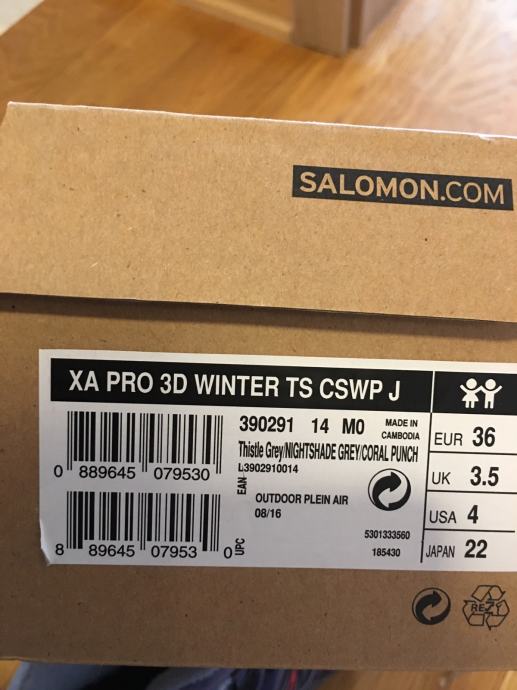 SALOMON.COM
XA PRO 3D WINTER TS CSWP J
390291 14 M0
MADE IN
CAMBODIA
Thistle Grey/NIGHTSHADE GREY/CORAL PUNCH
L3902910014
EAN
0 889645 079530
OUTDOOR PLEIN AIR
08/16
5301333560
185430
8 89645 07953 0
UPC
EUR 36
UK 3.5
USA 4
JAPAN 22